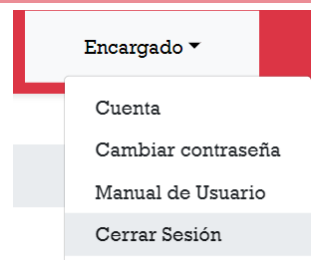 Encargado
Cuenta
Cambiar contraseña
Manual de Usuario
Cerrar Sesión